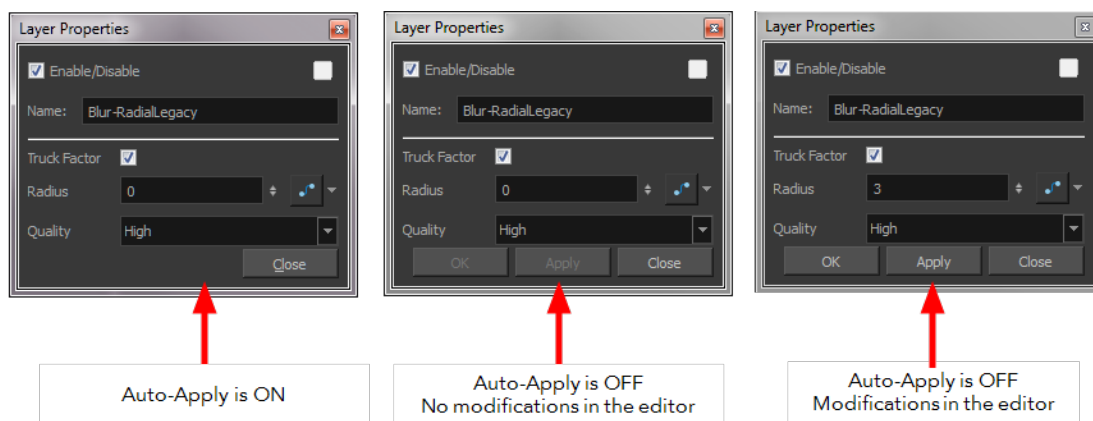 Layer Properties
Enable/Disable
Name: Blur-RadialLegacy
Truck Factor
Radius 0
Quality High
Close
Auto-Apply is ON
Layer Properties
Enable/Disable
Name: Blur-RadialLegacy
Truck Factor
Radius 0
Quality High
OK Apply Close
Auto-Apply is OFF
No modifications in the editor
Layer Properties
Enable/Disable
Name: Blur-RadialLegacy
Truck Factor
Radius 3
Quality High
OK Apply Close
Auto-Apply is OFF
Modifications in the editor